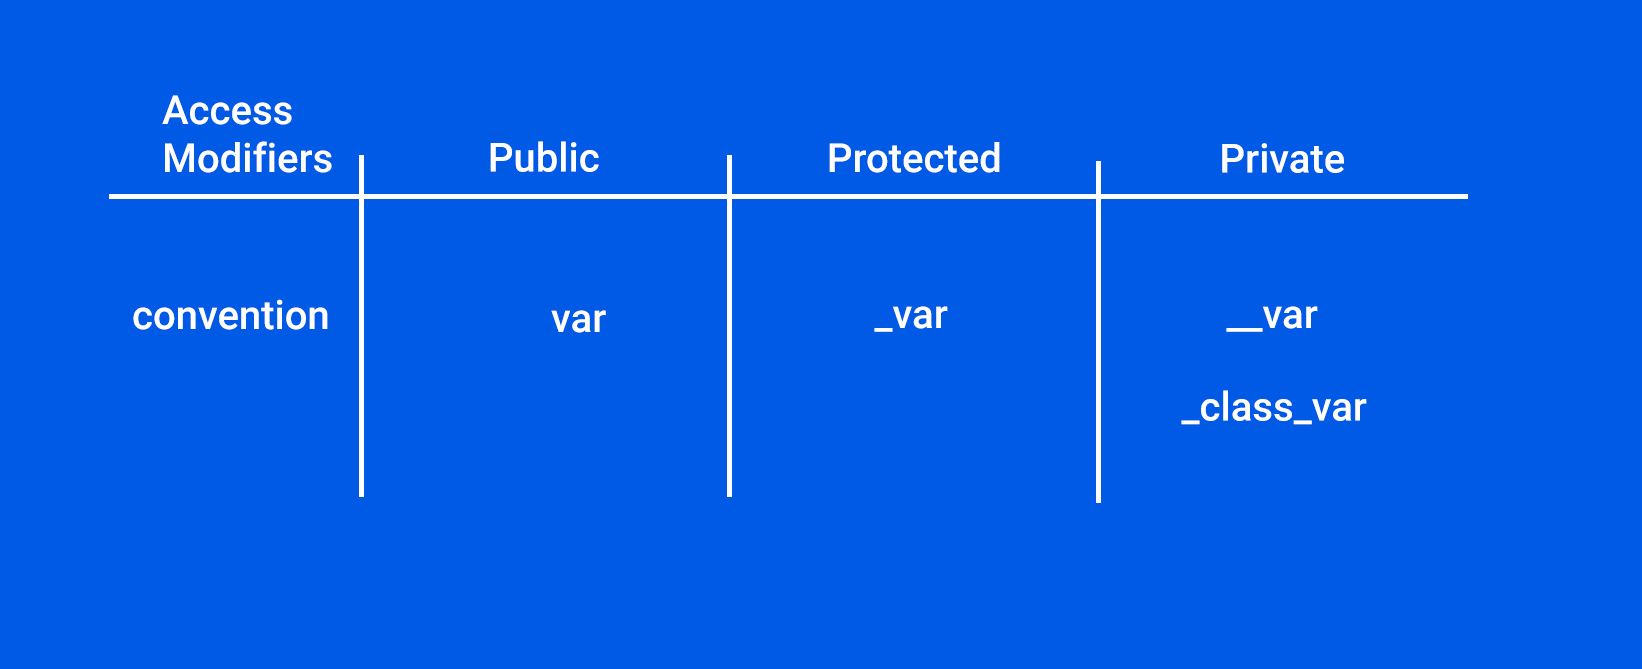 Access
Modifiers
Public
Protected
Private
convention
var
_var
__var
_class_var